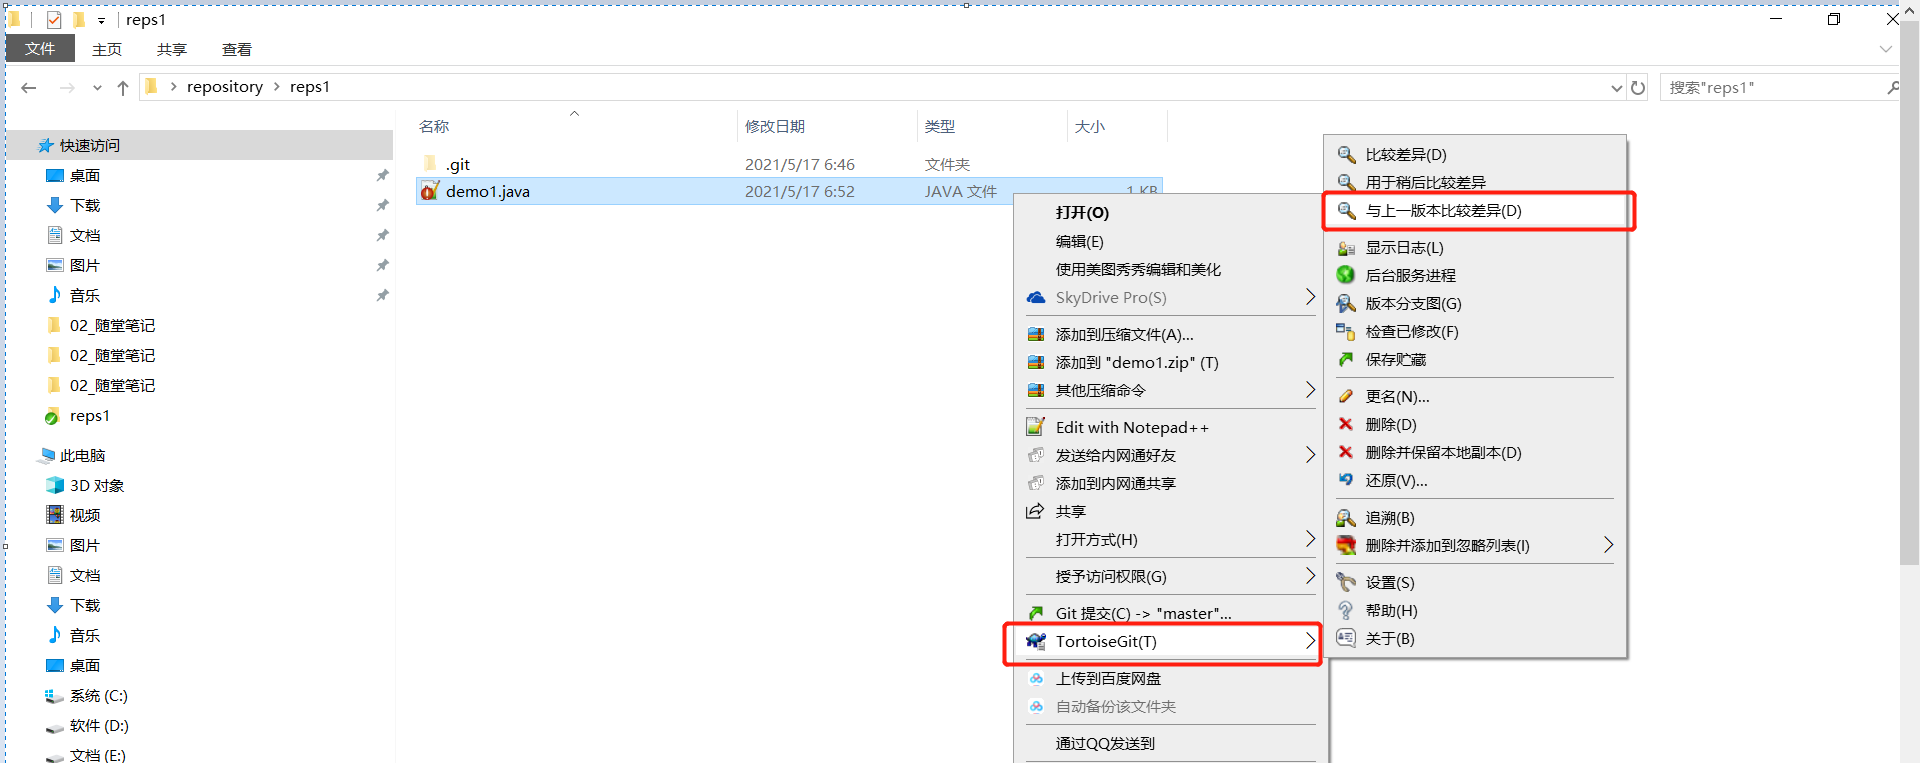 reps1
文件 主页 共享 查看
repository reps1 搜索"reps1"
名称 修改日期 类型 大小
.git 2021/5/17 6:46 文件夹
demo1.java 2021/5/17 6:52 JAVA 文件 1 KB
快速访问
桌面
下载
文档
图片
音乐
02_随堂笔记
02_随堂笔记
02_随堂笔记
reps1
此电脑
3D 对象
视频
图片
文档
下载
音乐
桌面
系统 (C:)
软件 (D:)
文档 (E:)
打开(O)
编辑(E)
使用美图秀秀编辑和美化
SkyDrive Pro(S)
添加到压缩文件(A)...
添加到 "demo1.zip" (T)
其他压缩命令
Edit with Notepad++
发送给内网通好友
添加到内网通共享
共享
打开方式(H)
授予访问权限(G)
Git 提交(C) -> "master"...
TortoiseGit(T)
上传到百度网盘
自动备份该文件夹
通过QQ发送到
比较差异(D)
用于稍后比较差异
与上一版本比较差异(D)
显示日志(L)
后台服务进程
版本分支图(G)
检查已修改(F)
保存贮藏
更名(N)...
删除(D)
删除并保留本地副本(D)
还原(V)...
追溯(B)
删除并添加到忽略列表(I)
设置(S)
帮助(H)
关于(B)